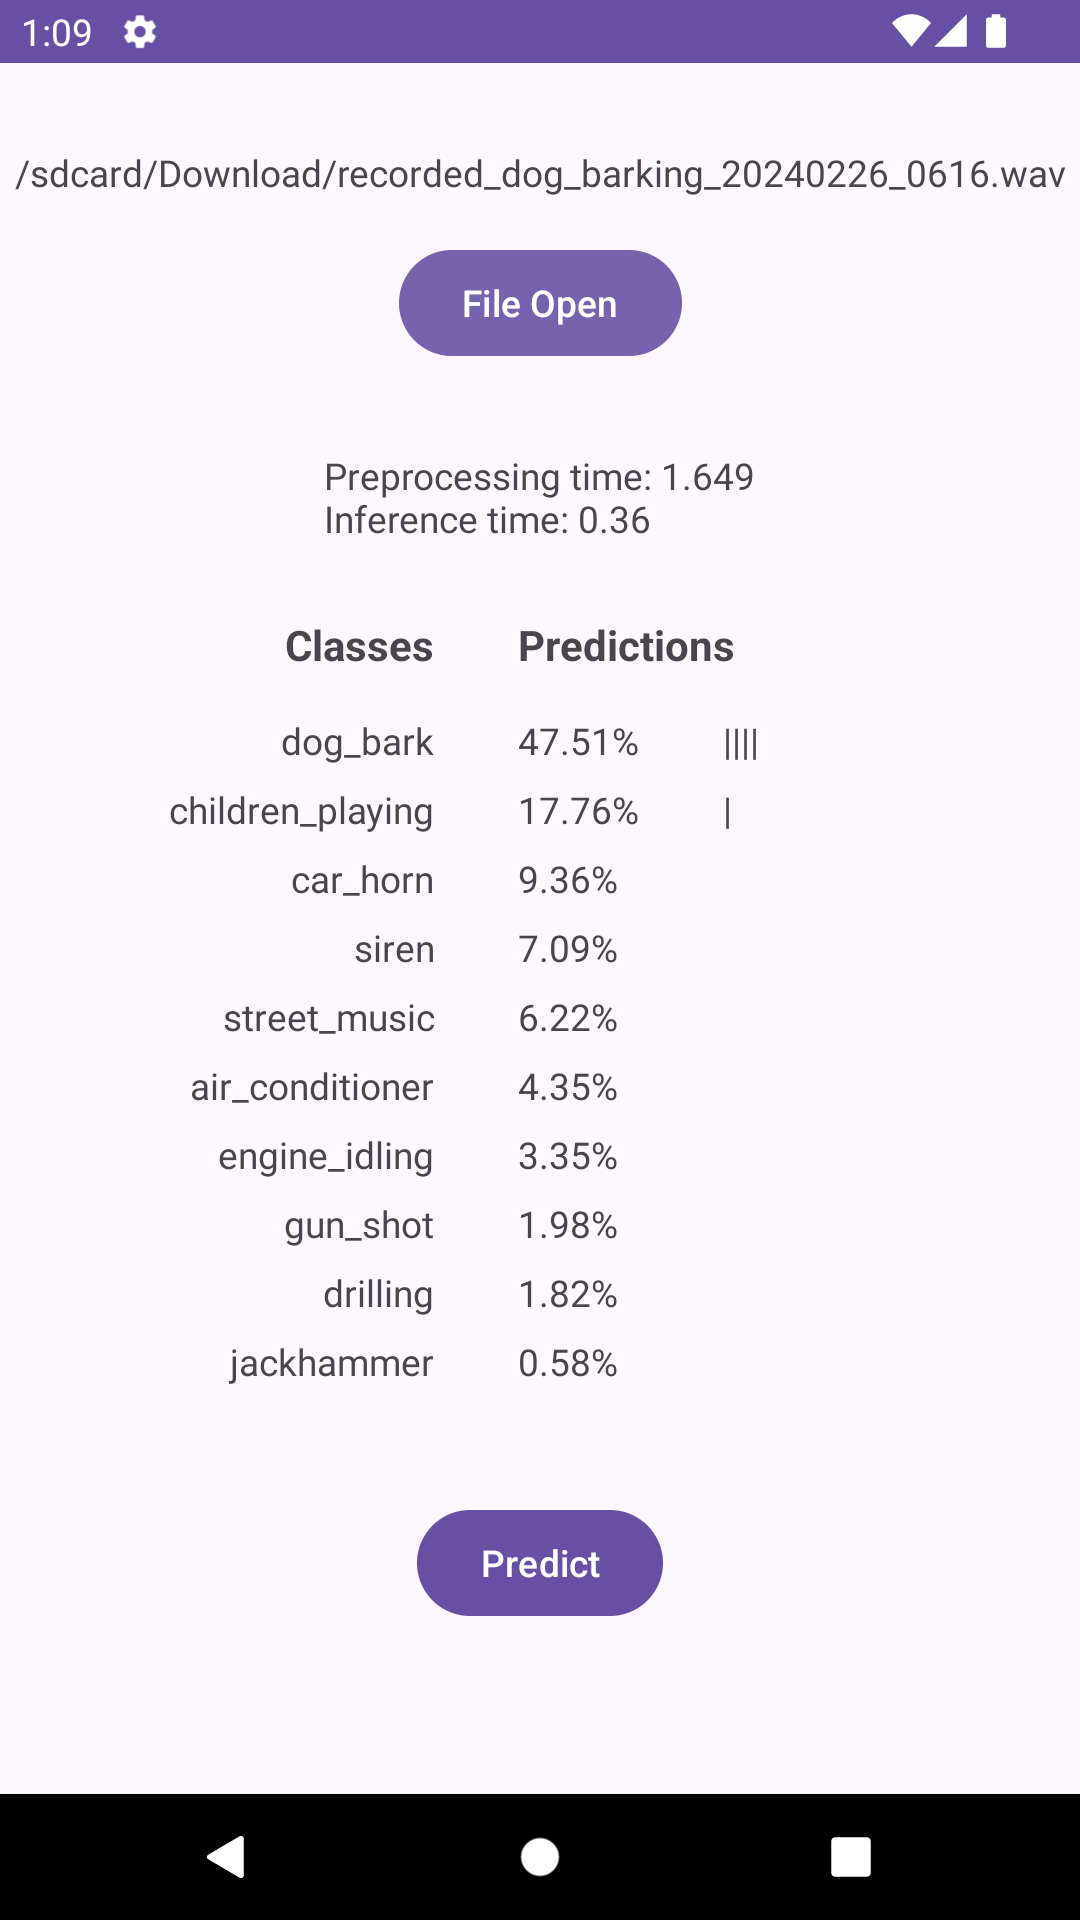 1:09
/sdcard/Download/recorded_dog_barking_20240226_0616.wav
File Open
Preprocessing time: 1.649
Inference time: 0.36
Classes Predictions
dog_bark 47.51% ||||
children_playing 17.76% |
car_horn 9.36%
siren 7.09%
street_music 6.22%
air_conditioner 4.35%
engine_idling 3.35%
gun_shot 1.98%
drilling 1.82%
jackhammer 0.58%
Predict